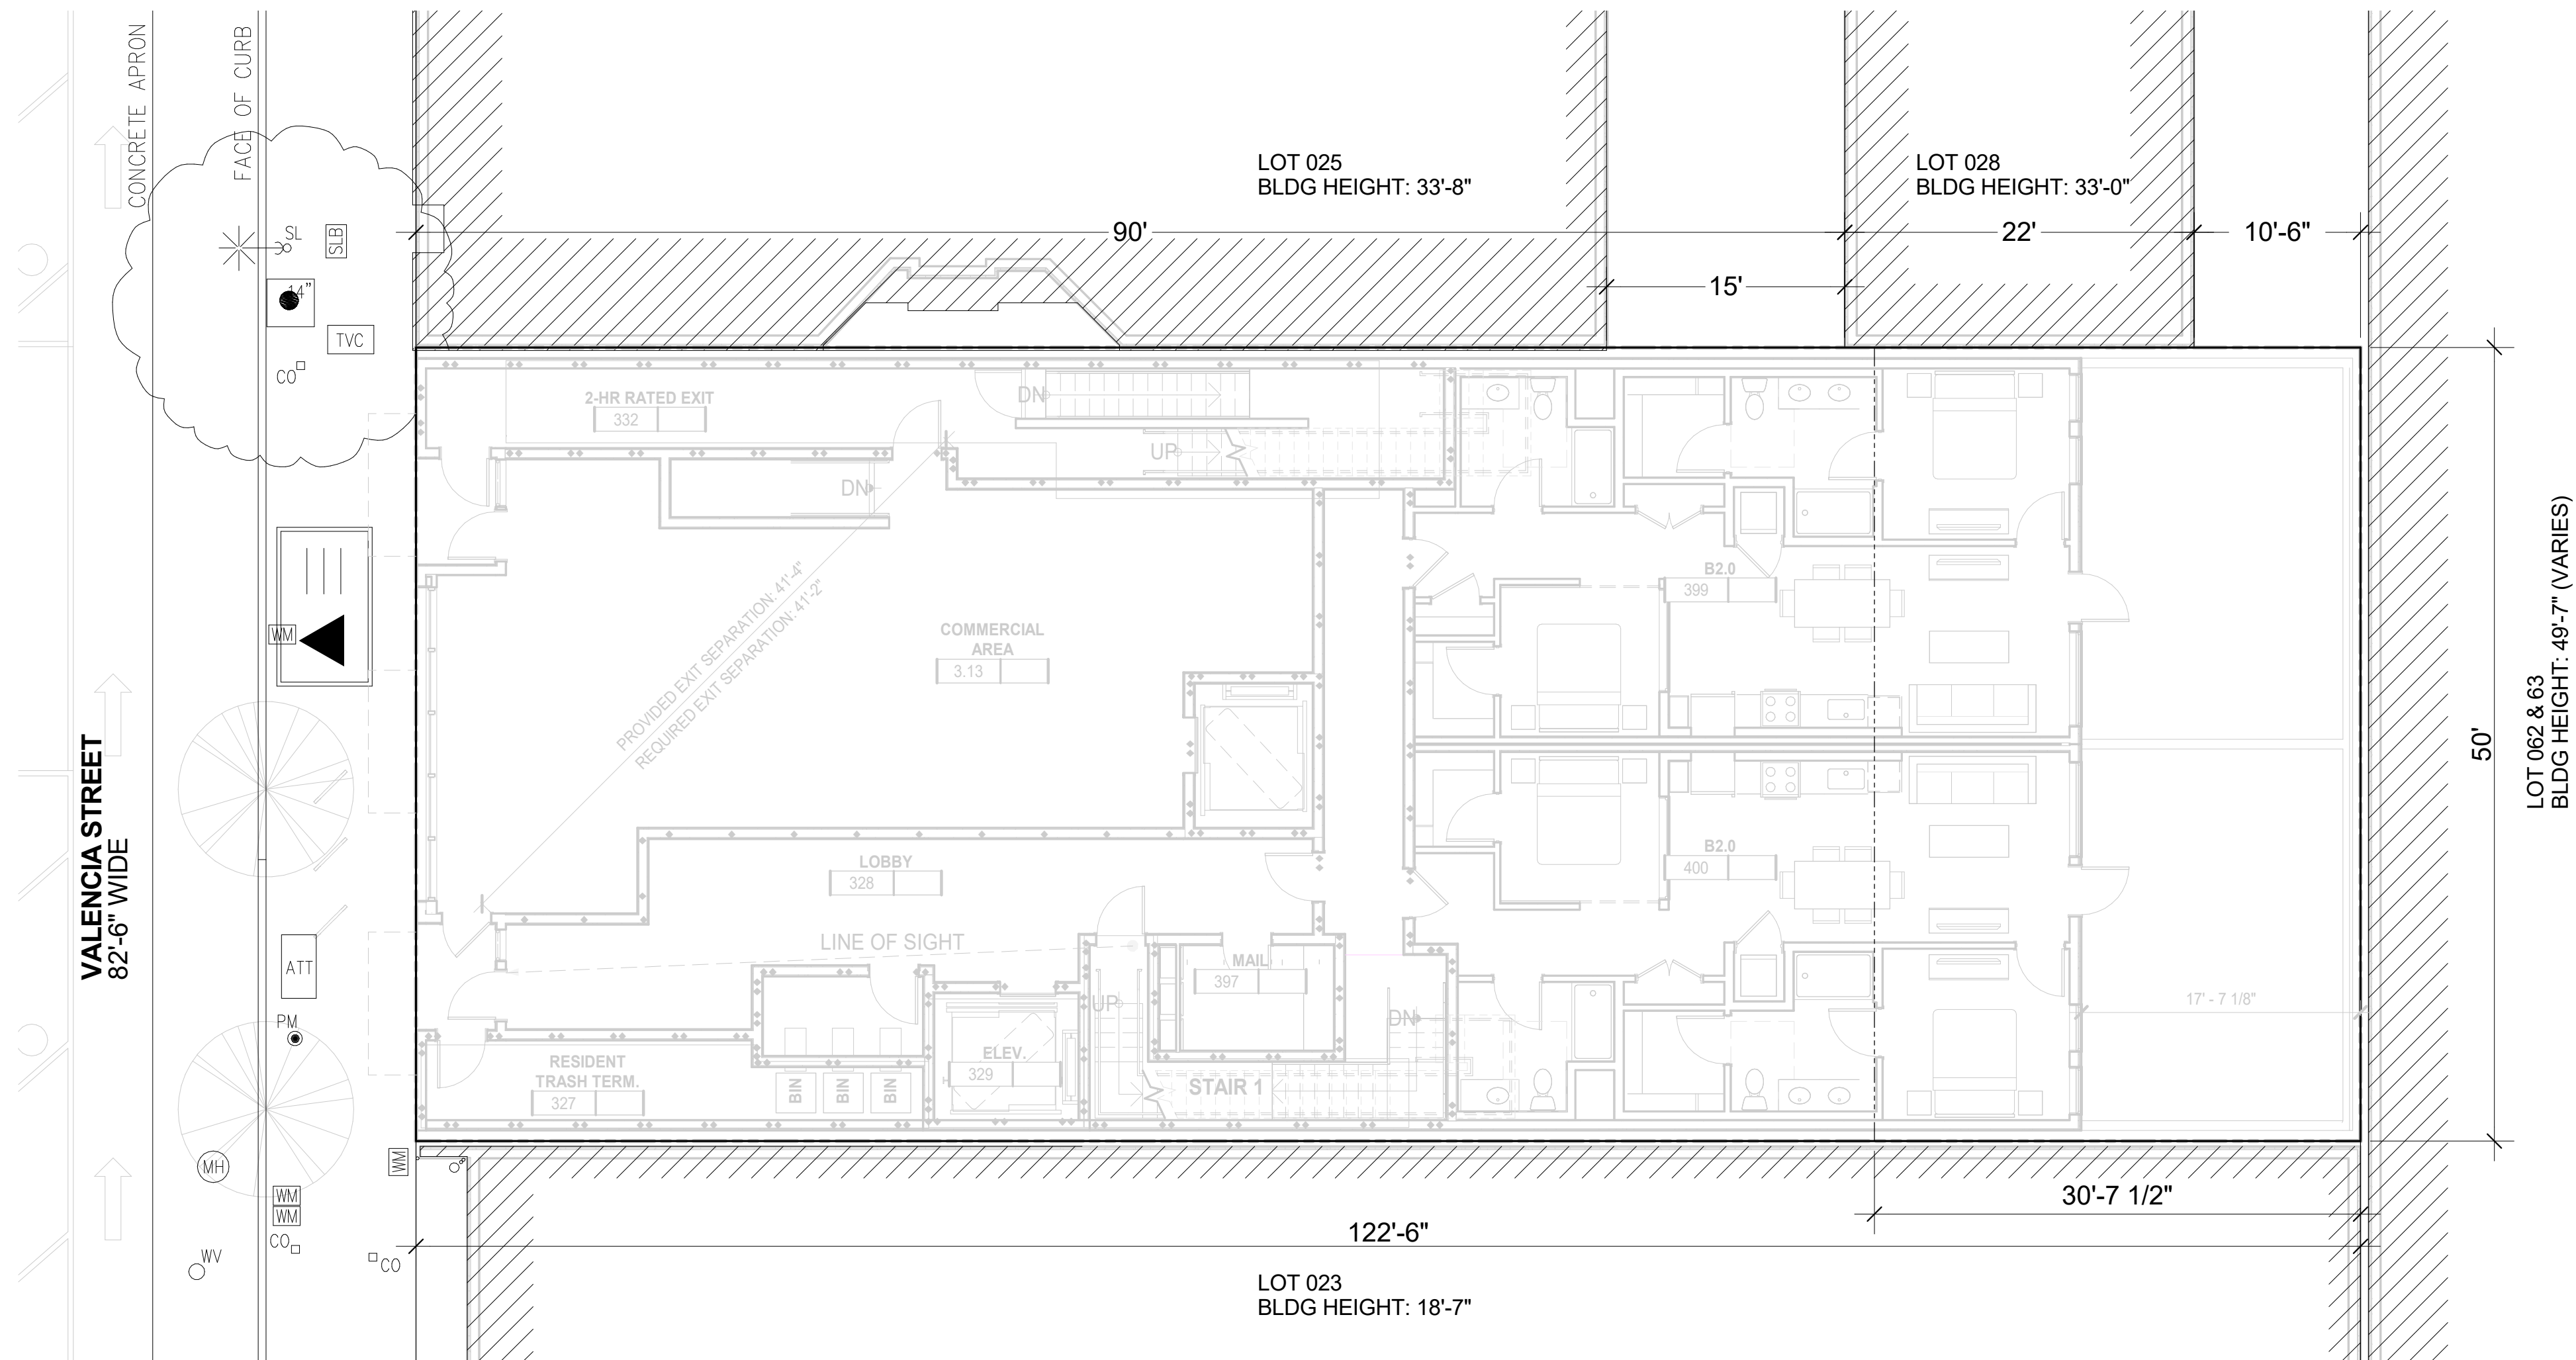 CONCRETE APRON
FACE OF CURB
LOT 025
BLDG HEIGHT: 33'-8"
LOT 028
BLDG HEIGHT: 33'-0"
90'
22'
10'-6"
15'
SL
SLB
14"
TVC
CO
2-HR RATED EXIT
332
DN
UP
DN
PROVIDED EXIT SEPARATION: 41'-4"
REQUIRED EXIT SEPARATION: 41'-2"
COMMERCIAL
AREA
3.13
B2.0
399
WM
LOT 062 & 63
BLDG HEIGHT: 49'-7" (VARIES)
50'
VALENCIA STREET
82'-6" WIDE
LOBBY
328
B2.0
400
LINE OF SIGHT
ATT
MAIL
397
UP
DN
17' - 7 1/8"
PM
RESIDENT
TRASH TERM.
327
BIN
BIN
BIN
ELEV.
329
STAIR 1
MH
WM
WM
WM
CO
WV
CO
30'-7 1/2"
122'-6"
LOT 023
BLDG HEIGHT: 18'-7"